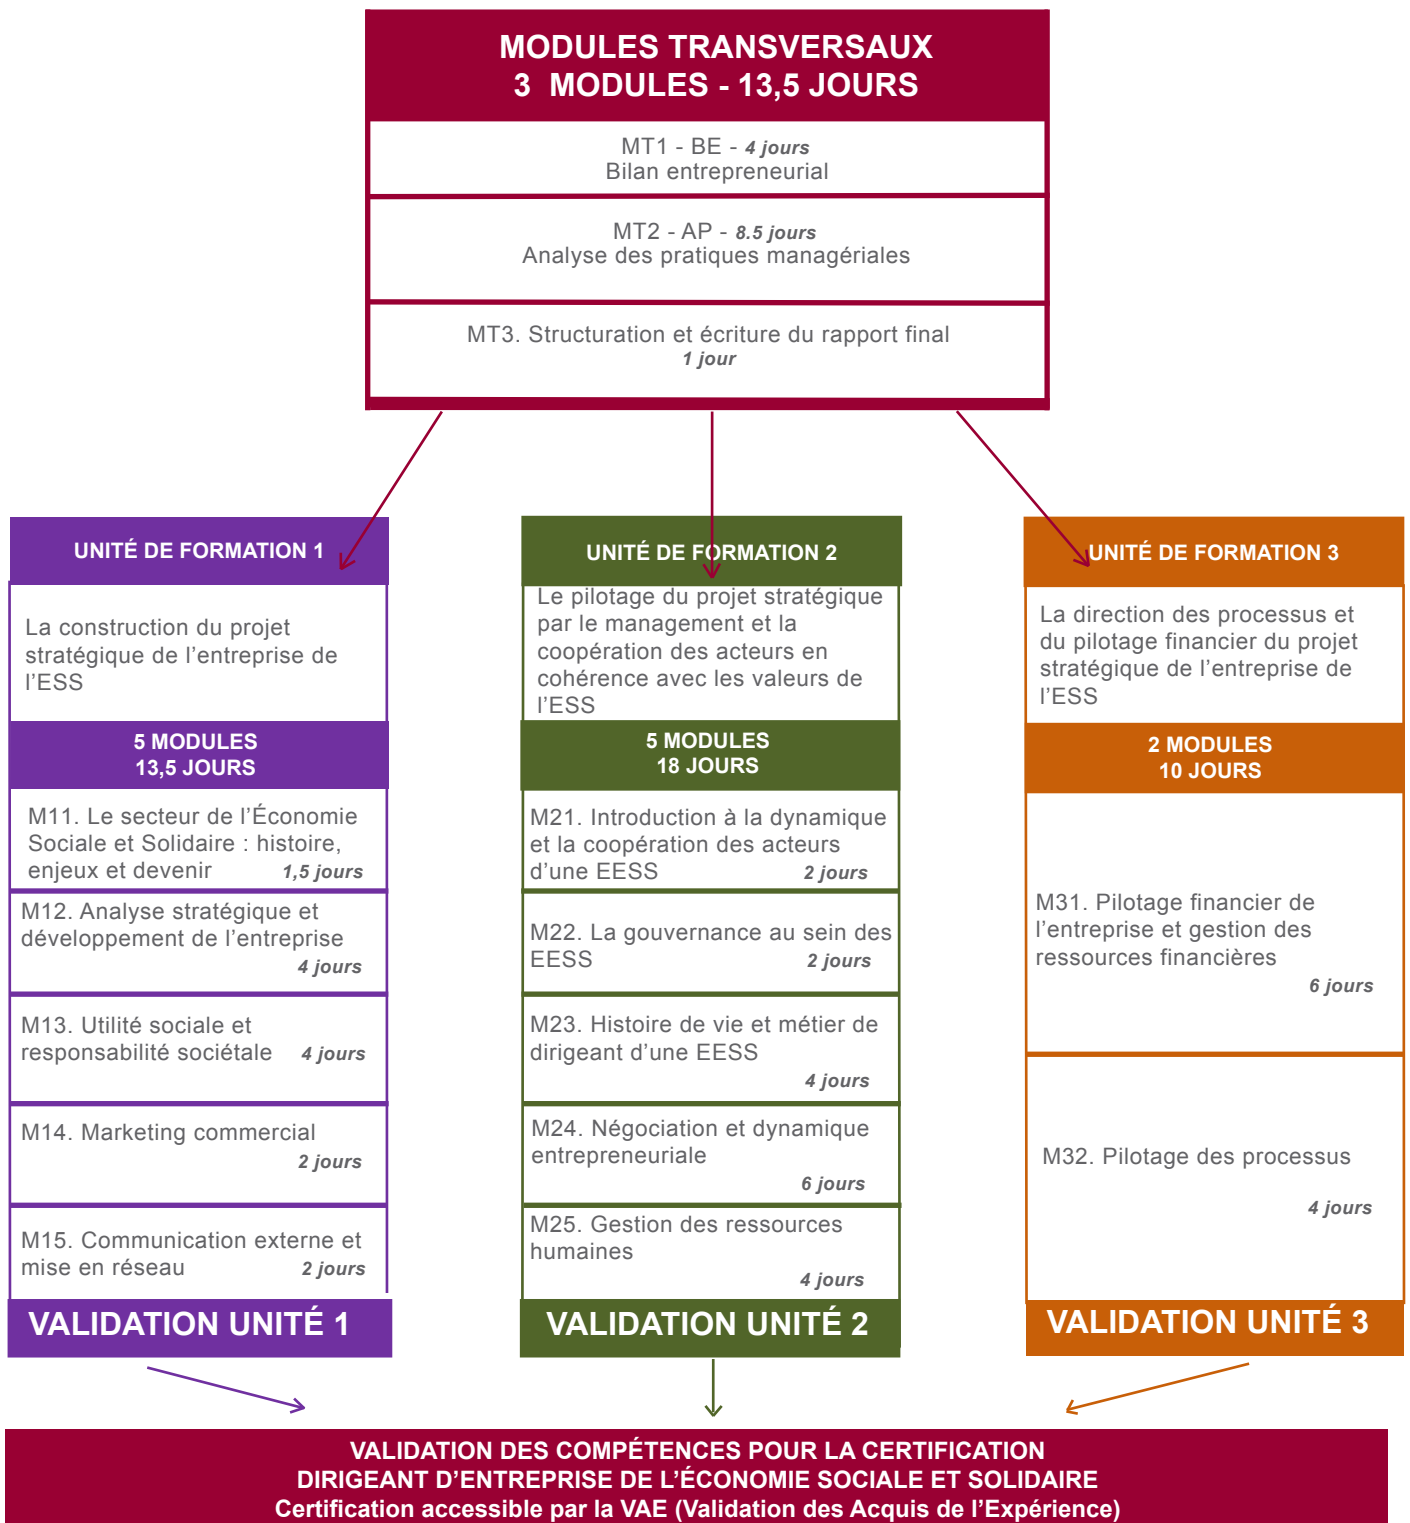 MODULES TRANSVERSAUX
3 MODULES - 13,5 JOURS
MT1 - BE - 4 jours
Bilan entrepreneurial
MT2 - AP - 8.5 jours
Analyse des pratiques managériales
MT3. Structuration et écriture du rapport final
1 jour
UNITÉ DE FORMATION 1
La construction du projet
stratégique de l’entreprise de
l’ESS
5 MODULES
13,5 JOURS
M11. Le secteur de l’Économie
Sociale et Solidaire : histoire,
enjeux et devenir 1,5 jours
M12. Analyse stratégique et
développement de l’entreprise
4 jours
M13. Utilité sociale et
responsabilité sociétale 4 jours
M14. Marketing commercial
2 jours
M15. Communication externe et
mise en réseau 2 jours
VALIDATION UNITÉ 1
UNITÉ DE FORMATION 2
Le pilotage du projet stratégique
par le management et la
coopération des acteurs en
cohérence avec les valeurs de
l’ESS
5 MODULES
18 JOURS
M21. Introduction à la dynamique
et la coopération des acteurs
d’une EESS 2 jours
M22. La gouvernance au sein des
EESS 2 jours
M23. Histoire de vie et métier de
dirigeant d’une EESS
4 jours
M24. Négociation et dynamique
entrepreneuriale
6 jours
M25. Gestion des ressources
humaines
4 jours
VALIDATION UNITÉ 2
UNITÉ DE FORMATION 3
La direction des processus et
du pilotage financier du projet
stratégique de l’entreprise de
l’ESS
2 MODULES
10 JOURS
M31. Pilotage financier de
l’entreprise et gestion des
ressources financières
6 jours
M32. Pilotage des processus
4 jours
VALIDATION UNITÉ 3
VALIDATION DES COMPÉTENCES POUR LA CERTIFICATION
DIRIGEANT D’ENTREPRISE DE L’ÉCONOMIE SOCIALE ET SOLIDAIRE
Certification accessible par la VAE (Validation des Acquis de l’Expérience)